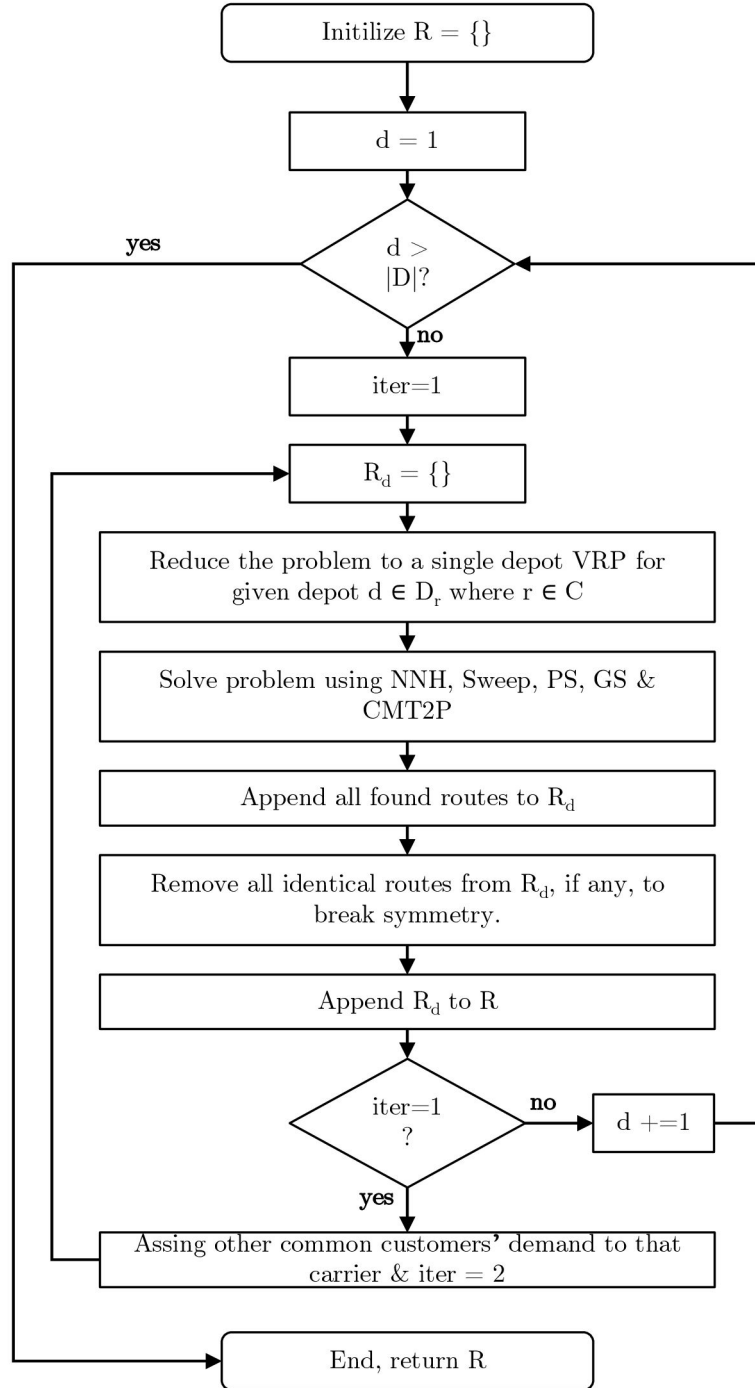 Initilize R = {}
d = 1
yes
d >
|D|?
no
iter=1
R_d = {}
Reduce the problem to a single depot VRP for
given depot d ∈ D_r where r ∈ C
Solve problem using NNH, Sweep, PS, GS &
CMT2P
Append all found routes to R_d
Remove all identical routes from R_d, if any, to
break symmetry.
Append R_d to R
iter=1
?
no
d +=1
yes
Assing other common customers' demand to that
carrier & iter = 2
End, return R